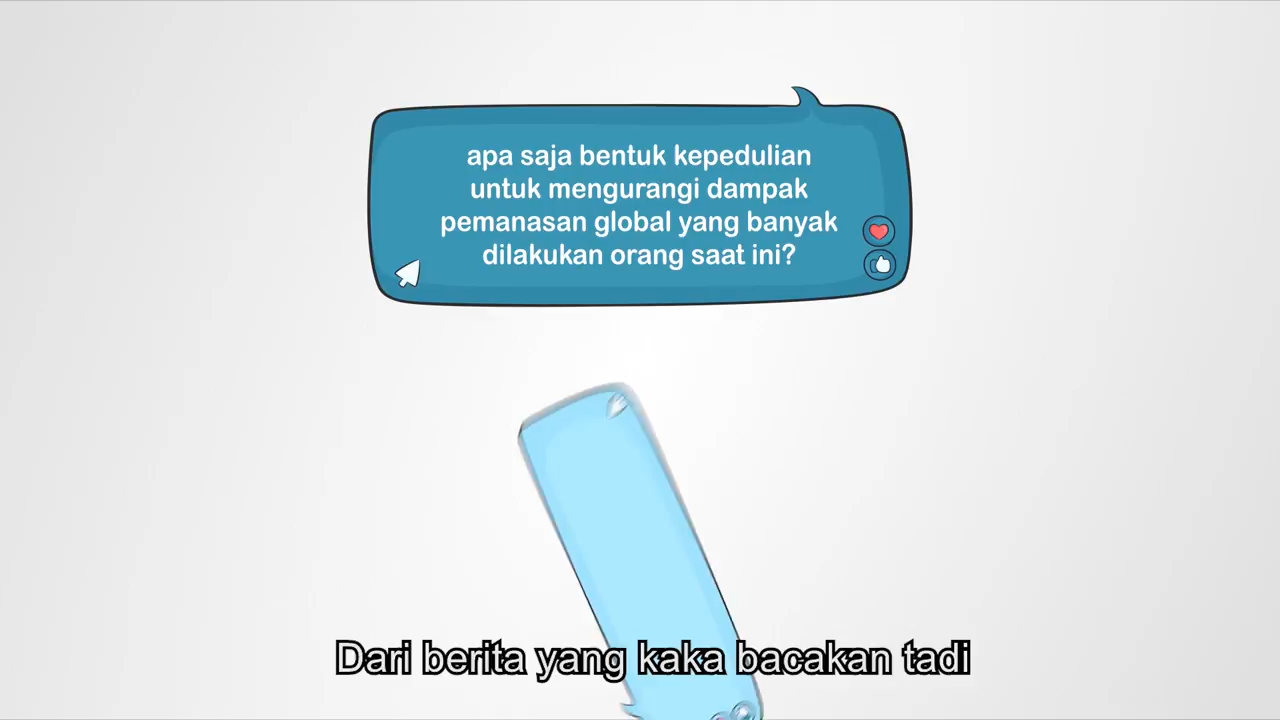 apa saja bentuk kepedulian
untuk mengurangi dampak
pemanasan global yang banyak
dilakukan orang saat ini?
Dari berita yang kaka bacakan tadi